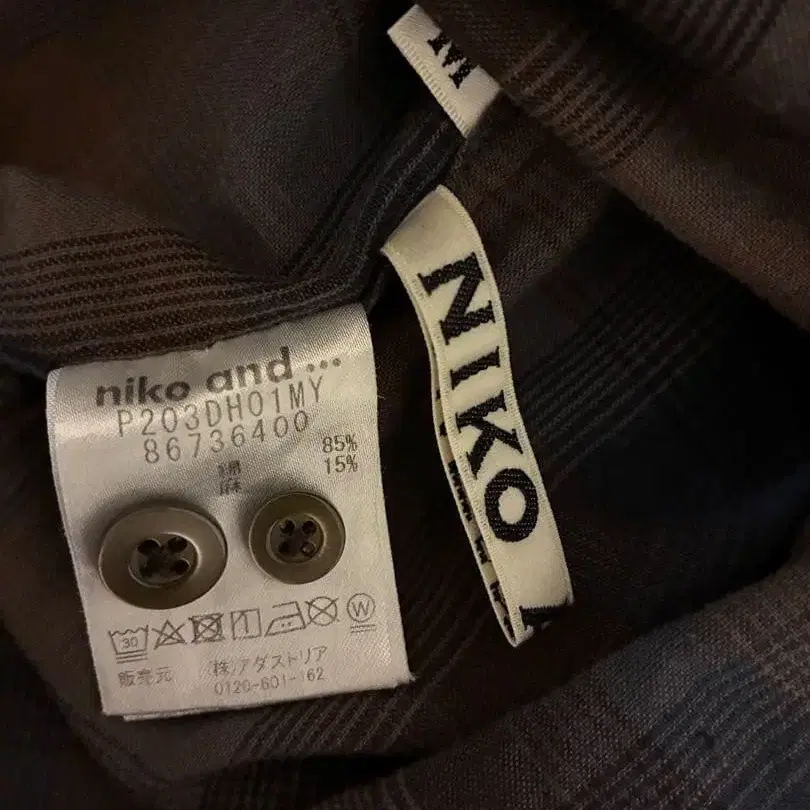 M
NIKO
niko and ...
P203DH01MY
86736400
綿 85%
麻 15%
30
W
販売元 (株)アダストリア
0120-601-162